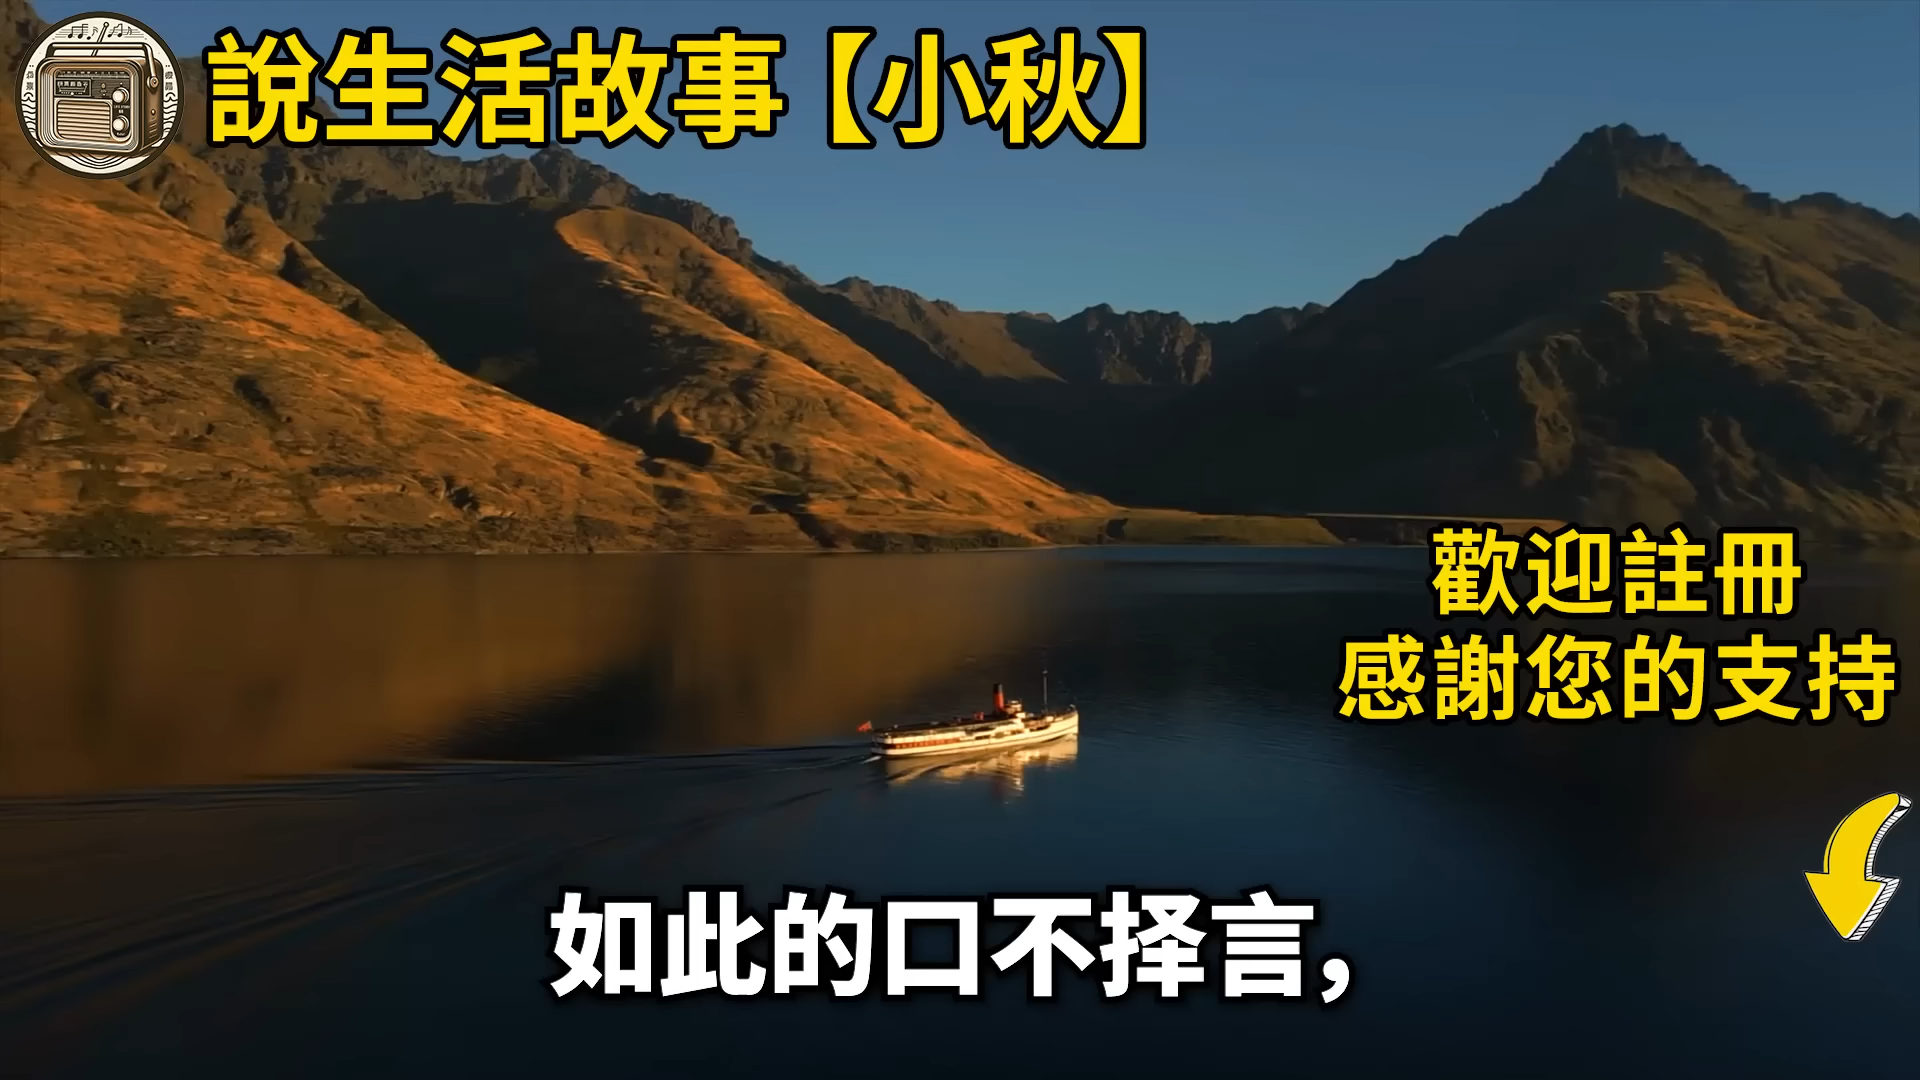 說生活故事【小秋】
歡迎註冊
感謝您的支持
如此的口不择言，